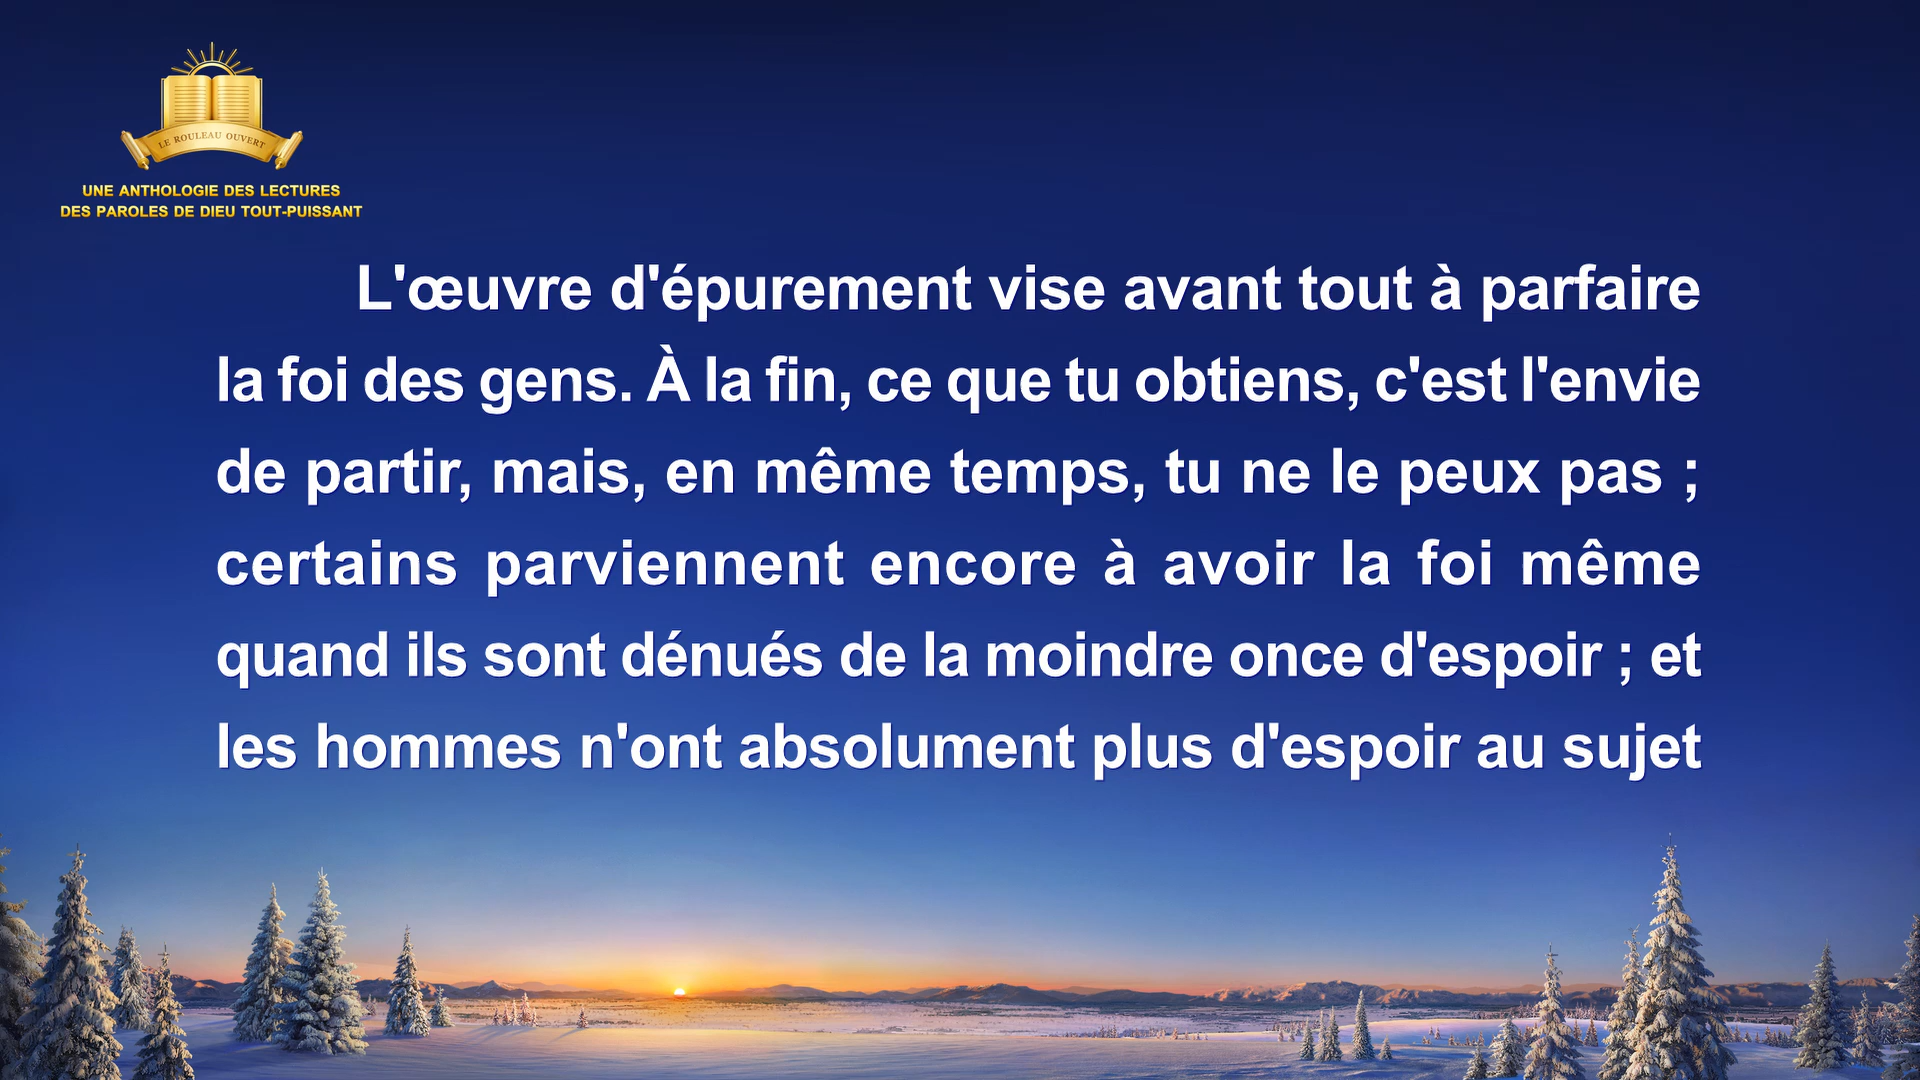 LE ROULEAU OUVERT
UNE ANTHOLOGIE DES LECTURES
DES PAROLES DE DIEU TOUT-PUISSANT
L'œuvre d'épurement vise avant tout à parfaire
la foi des gens. À la fin, ce que tu obtiens, c'est l'envie
de partir, mais, en même temps, tu ne le peux pas ;
certains parviennent encore à avoir la foi même
quand ils sont dénués de la moindre once d'espoir ; et
les hommes n'ont absolument plus d'espoir au sujet